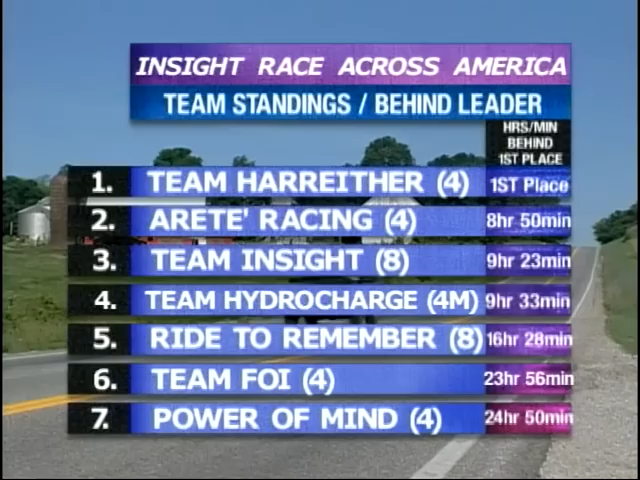 INSIGHT RACE ACROSS AMERICA
TEAM STANDINGS / BEHIND LEADER
HRS/MIN
BEHIND
1ST PLACE
1. TEAM HARREITHER (4) 1ST Place
2. ARETE' RACING (4) 8hr 50min
3. TEAM INSIGHT (8) 9hr 23min
4. TEAM HYDROCHARGE (4M) 9hr 33min
5. RIDE TO REMEMBER (8) 16hr 28min
6. TEAM FOI (4) 23hr 56min
7. POWER OF MIND (4) 24hr 50min